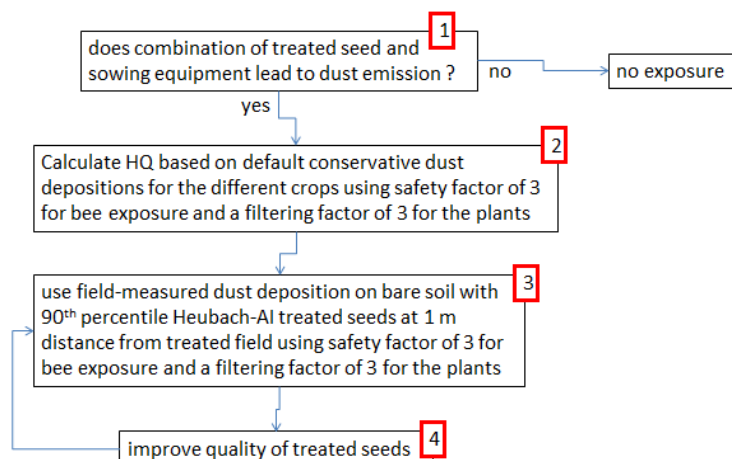 1
does combination of treated seed and
sowing equipment lead to dust emission ?
no
no exposure
yes
2
Calculate HQ based on default conservative dust
depositions for the different crops using safety factor of 3
for bee exposure and a filtering factor of 3 for the plants
3
use field-measured dust deposition on bare soil with
90th percentile Heubach-AI treated seeds at 1 m
distance from treated field using safety factor of 3 for
bee exposure and a filtering factor of 3 for the plants
4
improve quality of treated seeds